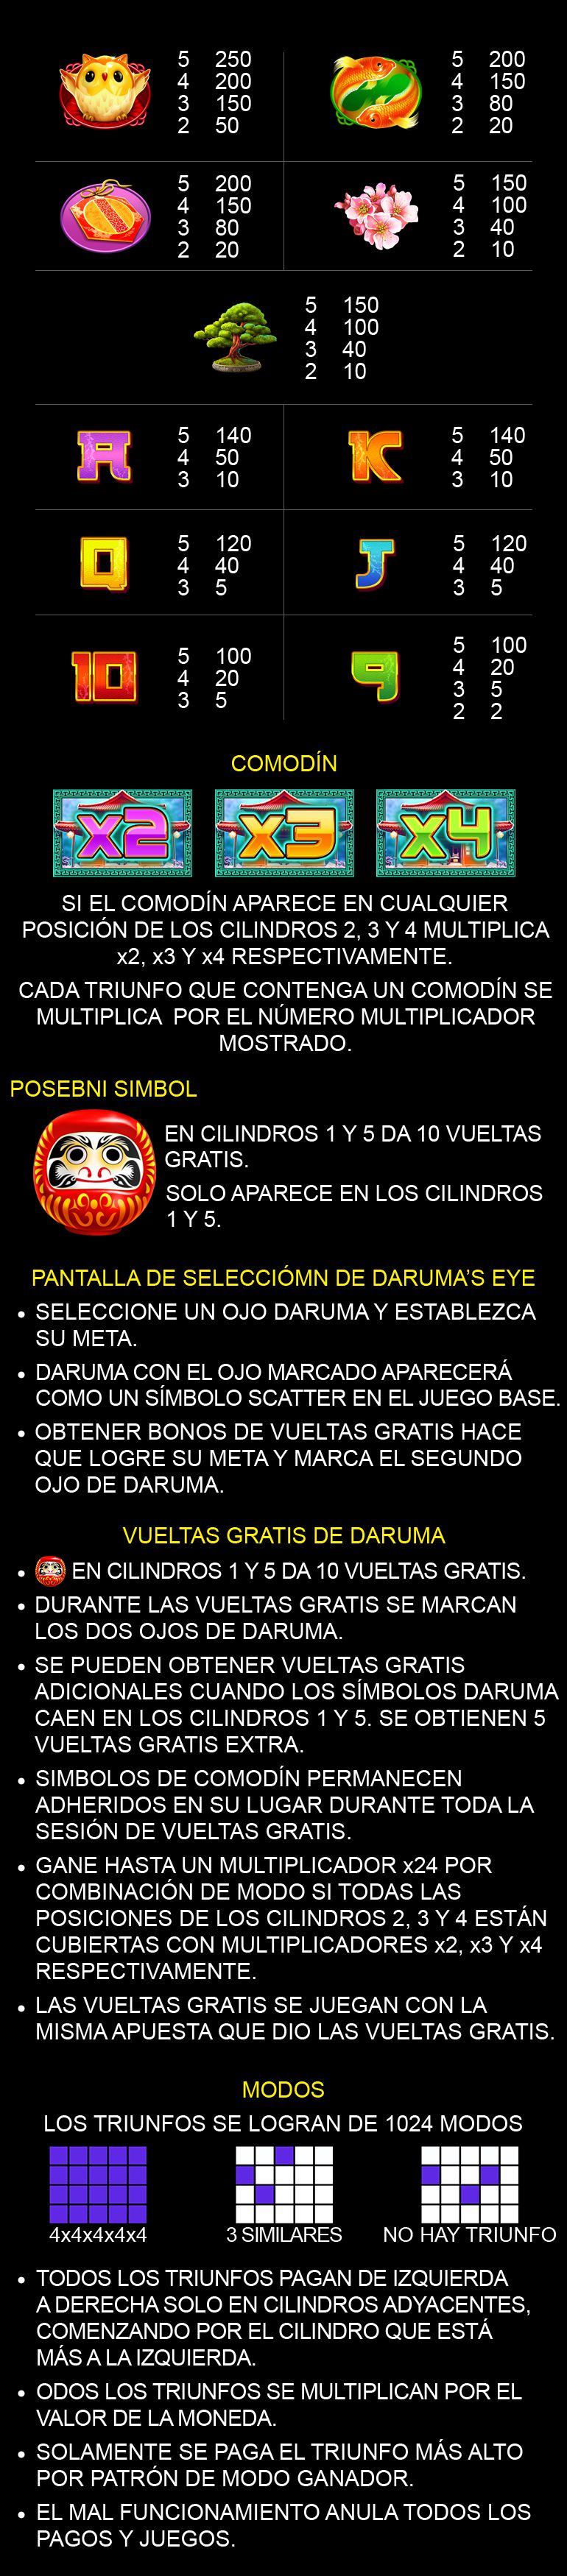 5 250
4 200
3 150
2 50
5 200
4 150
3 80
2 20
5 200
4 150
3 80
2 20
5 150
4 100
3 40
2 10
5 150
4 100
3 40
2 10
A
5 140
4 50
3 10
K
5 140
4 50
3 10
Q
5 120
4 40
3 5
J
5 120
4 40
3 5
10
5 100
4 20
3 5
9
5 100
4 20
3 5
2 2
COMODÍN
x2 x3 x4
SI EL COMODÍN APARECE EN CUALQUIER
POSICIÓN DE LOS CILINDROS 2, 3 Y 4 MULTIPLICA
x2, x3 Y x4 RESPECTIVAMENTE.
CADA TRIUNFO QUE CONTENGA UN COMODÍN SE
MULTIPLICA POR EL NÚMERO MULTIPLICADOR
MOSTRADO.
POSEBNI SIMBOL
EN CILINDROS 1 Y 5 DA 10 VUELTAS
GRATIS.
SOLO APARECE EN LOS CILINDROS
1 Y 5.
PANTALLA DE SELECCIÓMN DE DARUMA'S EYE
• SELECCIONE UN OJO DARUMA Y ESTABLEZCA
SU META.
• DARUMA CON EL OJO MARCADO APARECERÁ
COMO UN SÍMBOLO SCATTER EN EL JUEGO BASE.
• OBTENER BONOS DE VUELTAS GRATIS HACE
QUE LOGRE SU META Y MARCA EL SEGUNDO
OJO DE DARUMA.
VUELTAS GRATIS DE DARUMA
• EN CILINDROS 1 Y 5 DA 10 VUELTAS GRATIS.
• DURANTE LAS VUELTAS GRATIS SE MARCAN
LOS DOS OJOS DE DARUMA.
• SE PUEDEN OBTENER VUELTAS GRATIS
ADICIONALES CUANDO LOS SÍMBOLOS DARUMA
CAEN EN LOS CILINDROS 1 Y 5. SE OBTIENEN 5
VUELTAS GRATIS EXTRA.
• SIMBOLOS DE COMODÍN PERMANECEN
ADHERIDOS EN SU LUGAR DURANTE TODA LA
SESIÓN DE VUELTAS GRATIS.
• GANE HASTA UN MULTIPLICADOR x24 POR
COMBINACIÓN DE MODO SI TODAS LAS
POSICIONES DE LOS CILINDROS 2, 3 Y 4 ESTÁN
CUBIERTAS CON MULTIPLICADORES x2, x3 Y x4
RESPECTIVAMENTE.
• LAS VUELTAS GRATIS SE JUEGAN CON LA
MISMA APUESTA QUE DIO LAS VUELTAS GRATIS.
MODOS
LOS TRIUNFOS SE LOGRAN DE 1024 MODOS
4x4x4x4x4 3 SIMILARES NO HAY TRIUNFO
• TODOS LOS TRIUNFOS PAGAN DE IZQUIERDA
A DERECHA SOLO EN CILINDROS ADYACENTES,
COMENZANDO POR EL CILINDRO QUE ESTÁ
MÁS A LA IZQUIERDA.
• ODOS LOS TRIUNFOS SE MULTIPLICAN POR EL
VALOR DE LA MONEDA.
• SOLAMENTE SE PAGA EL TRIUNFO MÁS ALTO
POR PATRÓN DE MODO GANADOR.
• EL MAL FUNCIONAMIENTO ANULA TODOS LOS
PAGOS Y JUEGOS.